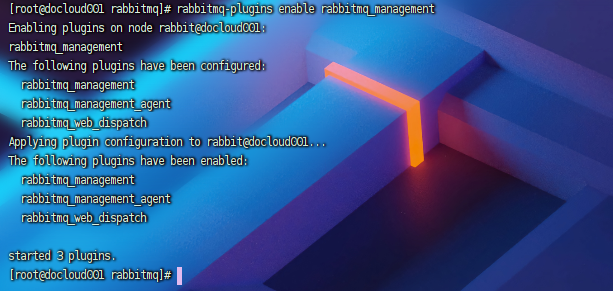 [root@docloud001 rabbitmq]# rabbitmq-plugins enable rabbitmq_management
Enabling plugins on node rabbit@docloud001:
rabbitmq_management
The following plugins have been configured:
  rabbitmq_management
  rabbitmq_management_agent
  rabbitmq_web_dispatch
Applying plugin configuration to rabbit@docloud001...
The following plugins have been enabled:
  rabbitmq_management
  rabbitmq_management_agent
  rabbitmq_web_dispatch

started 3 plugins.
[root@docloud001 rabbitmq]#